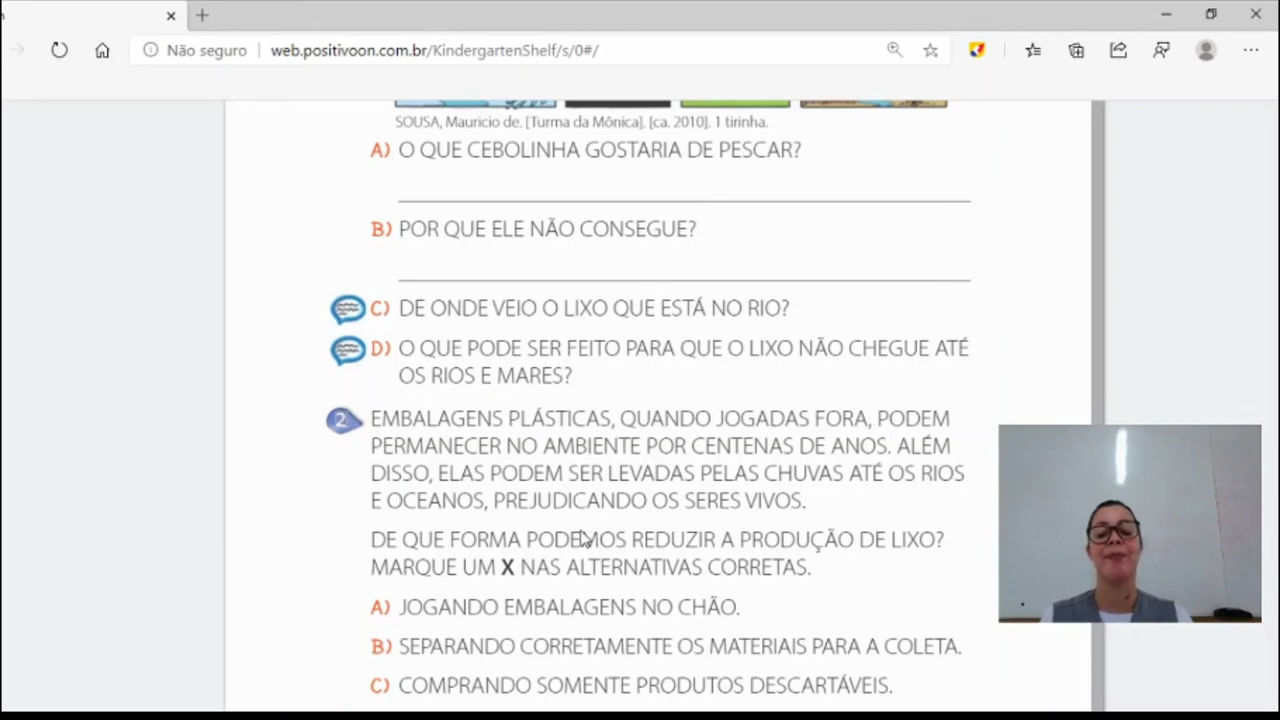 Não seguro
web.positivoon.com.br/KindergartenShelf/s/0#/
SOUSA, Mauricio de. [Turma da Mônica]. [ca. 2010]. 1 tirinha.
A) O QUE CEBOLINHA GOSTARIA DE PESCAR?
B) POR QUE ELE NÃO CONSEGUE?
C) DE ONDE VEIO O LIXO QUE ESTÁ NO RIO?
D) O QUE PODE SER FEITO PARA QUE O LIXO NÃO CHEGUE ATÉ
OS RIOS E MARES?
2 EMBALAGENS PLÁSTICAS, QUANDO JOGADAS FORA, PODEM
PERMANECER NO AMBIENTE POR CENTENAS DE ANOS. ALÉM
DISSO, ELAS PODEM SER LEVADAS PELAS CHUVAS ATÉ OS RIOS
E OCEANOS, PREJUDICANDO OS SERES VIVOS.
DE QUE FORMA PODEMOS REDUZIR A PRODUÇÃO DE LIXO?
MARQUE UM X NAS ALTERNATIVAS CORRETAS.
A) JOGANDO EMBALAGENS NO CHÃO.
B) SEPARANDO CORRETAMENTE OS MATERIAIS PARA A COLETA.
C) COMPRANDO SOMENTE PRODUTOS DESCARTÁVEIS.